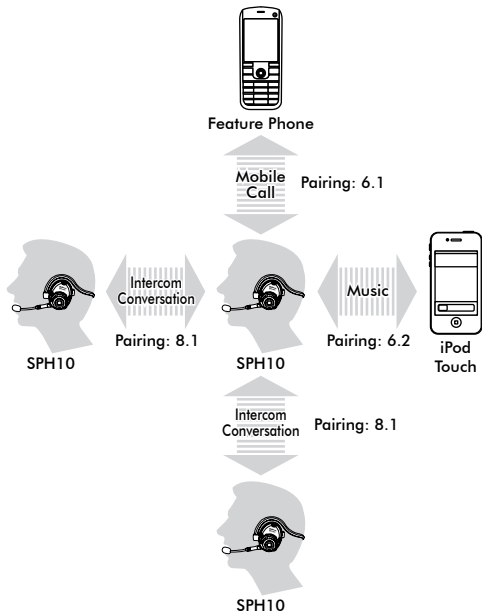 Feature Phone
Mobile
Call
Pairing: 6.1
Intercom
Conversation
Pairing: 8.1
SPH10
SPH10
Music
Pairing: 6.2
iPod
Touch
Intercom
Conversation
Pairing: 8.1
SPH10